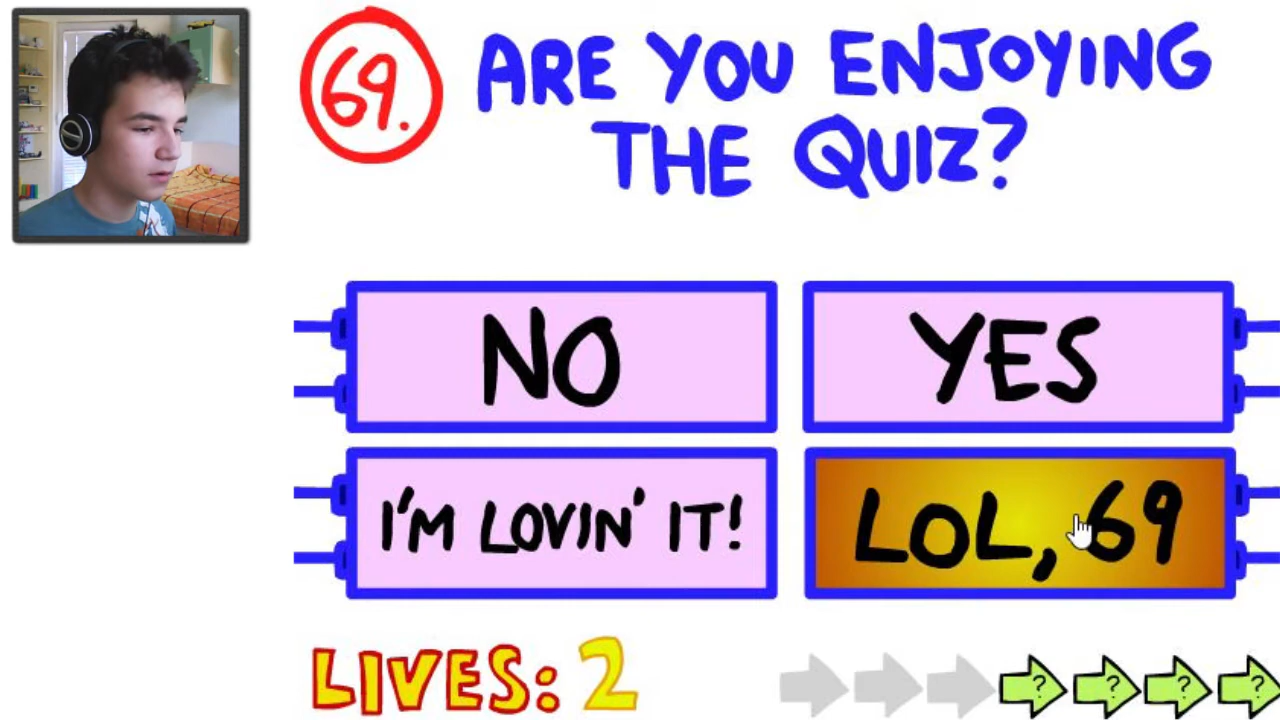 69.
ARE YOU ENJOYING
THE QUIZ?
NO
YES
I'M LOVIN' IT!
LOL, 69
LIVES: 2
? ? ? ?